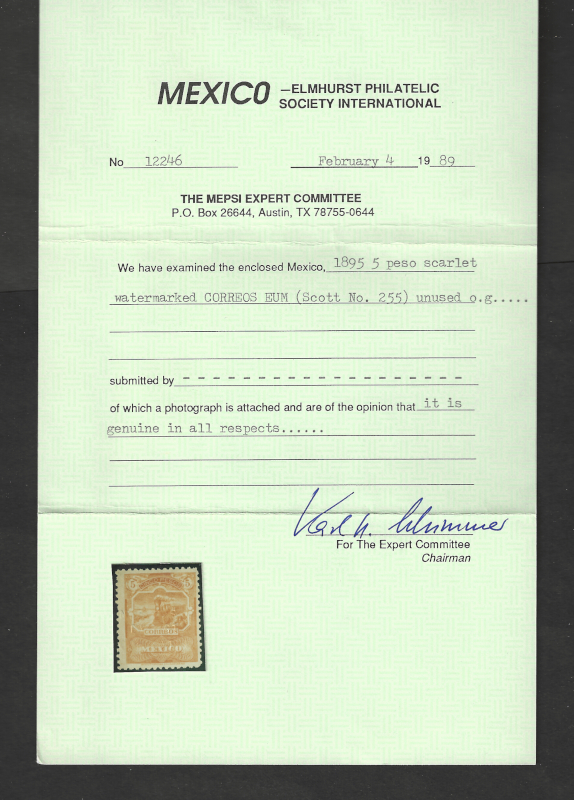 MEXICO —ELMHURST PHILATELIC
SOCIETY INTERNATIONAL
No 12246 February 4 19 89
THE MEPSI EXPERT COMMITTEE
P.O. Box 26644, Austin, TX 78755-0644
We have examined the enclosed Mexico, 1895 5 peso scarlet
watermarked CORREOS EUM (Scott No. 255) unused o.g.....
submitted by - - - - - - - - - - - - - - - - - - -
of which a photograph is attached and are of the opinion that it is
genuine in all respects......
For The Expert Committee
Chairman
MEXICO